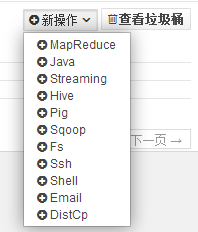 新操作 查看垃圾桶
MapReduce
Java
Streaming
Hive
Pig
Sqoop
Fs
下一页 →
Ssh
Shell
Email
DistCp